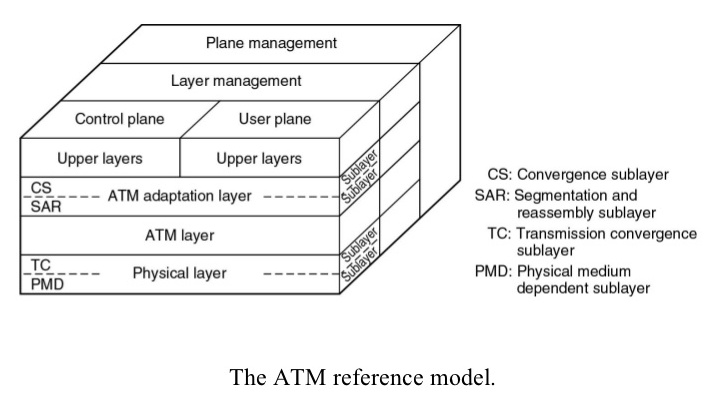 Plane management
Layer management
Control plane User plane
Upper layers Upper layers
Sublayer
CS
ATM adaptation layer
Sublayer
SAR
ATM layer
Sublayer
TC
Physical layer
Sublayer
PMD
CS: Convergence sublayer
SAR: Segmentation and
reassembly sublayer
TC: Transmission convergence
sublayer
PMD: Physical medium
dependent sublayer
The ATM reference model.